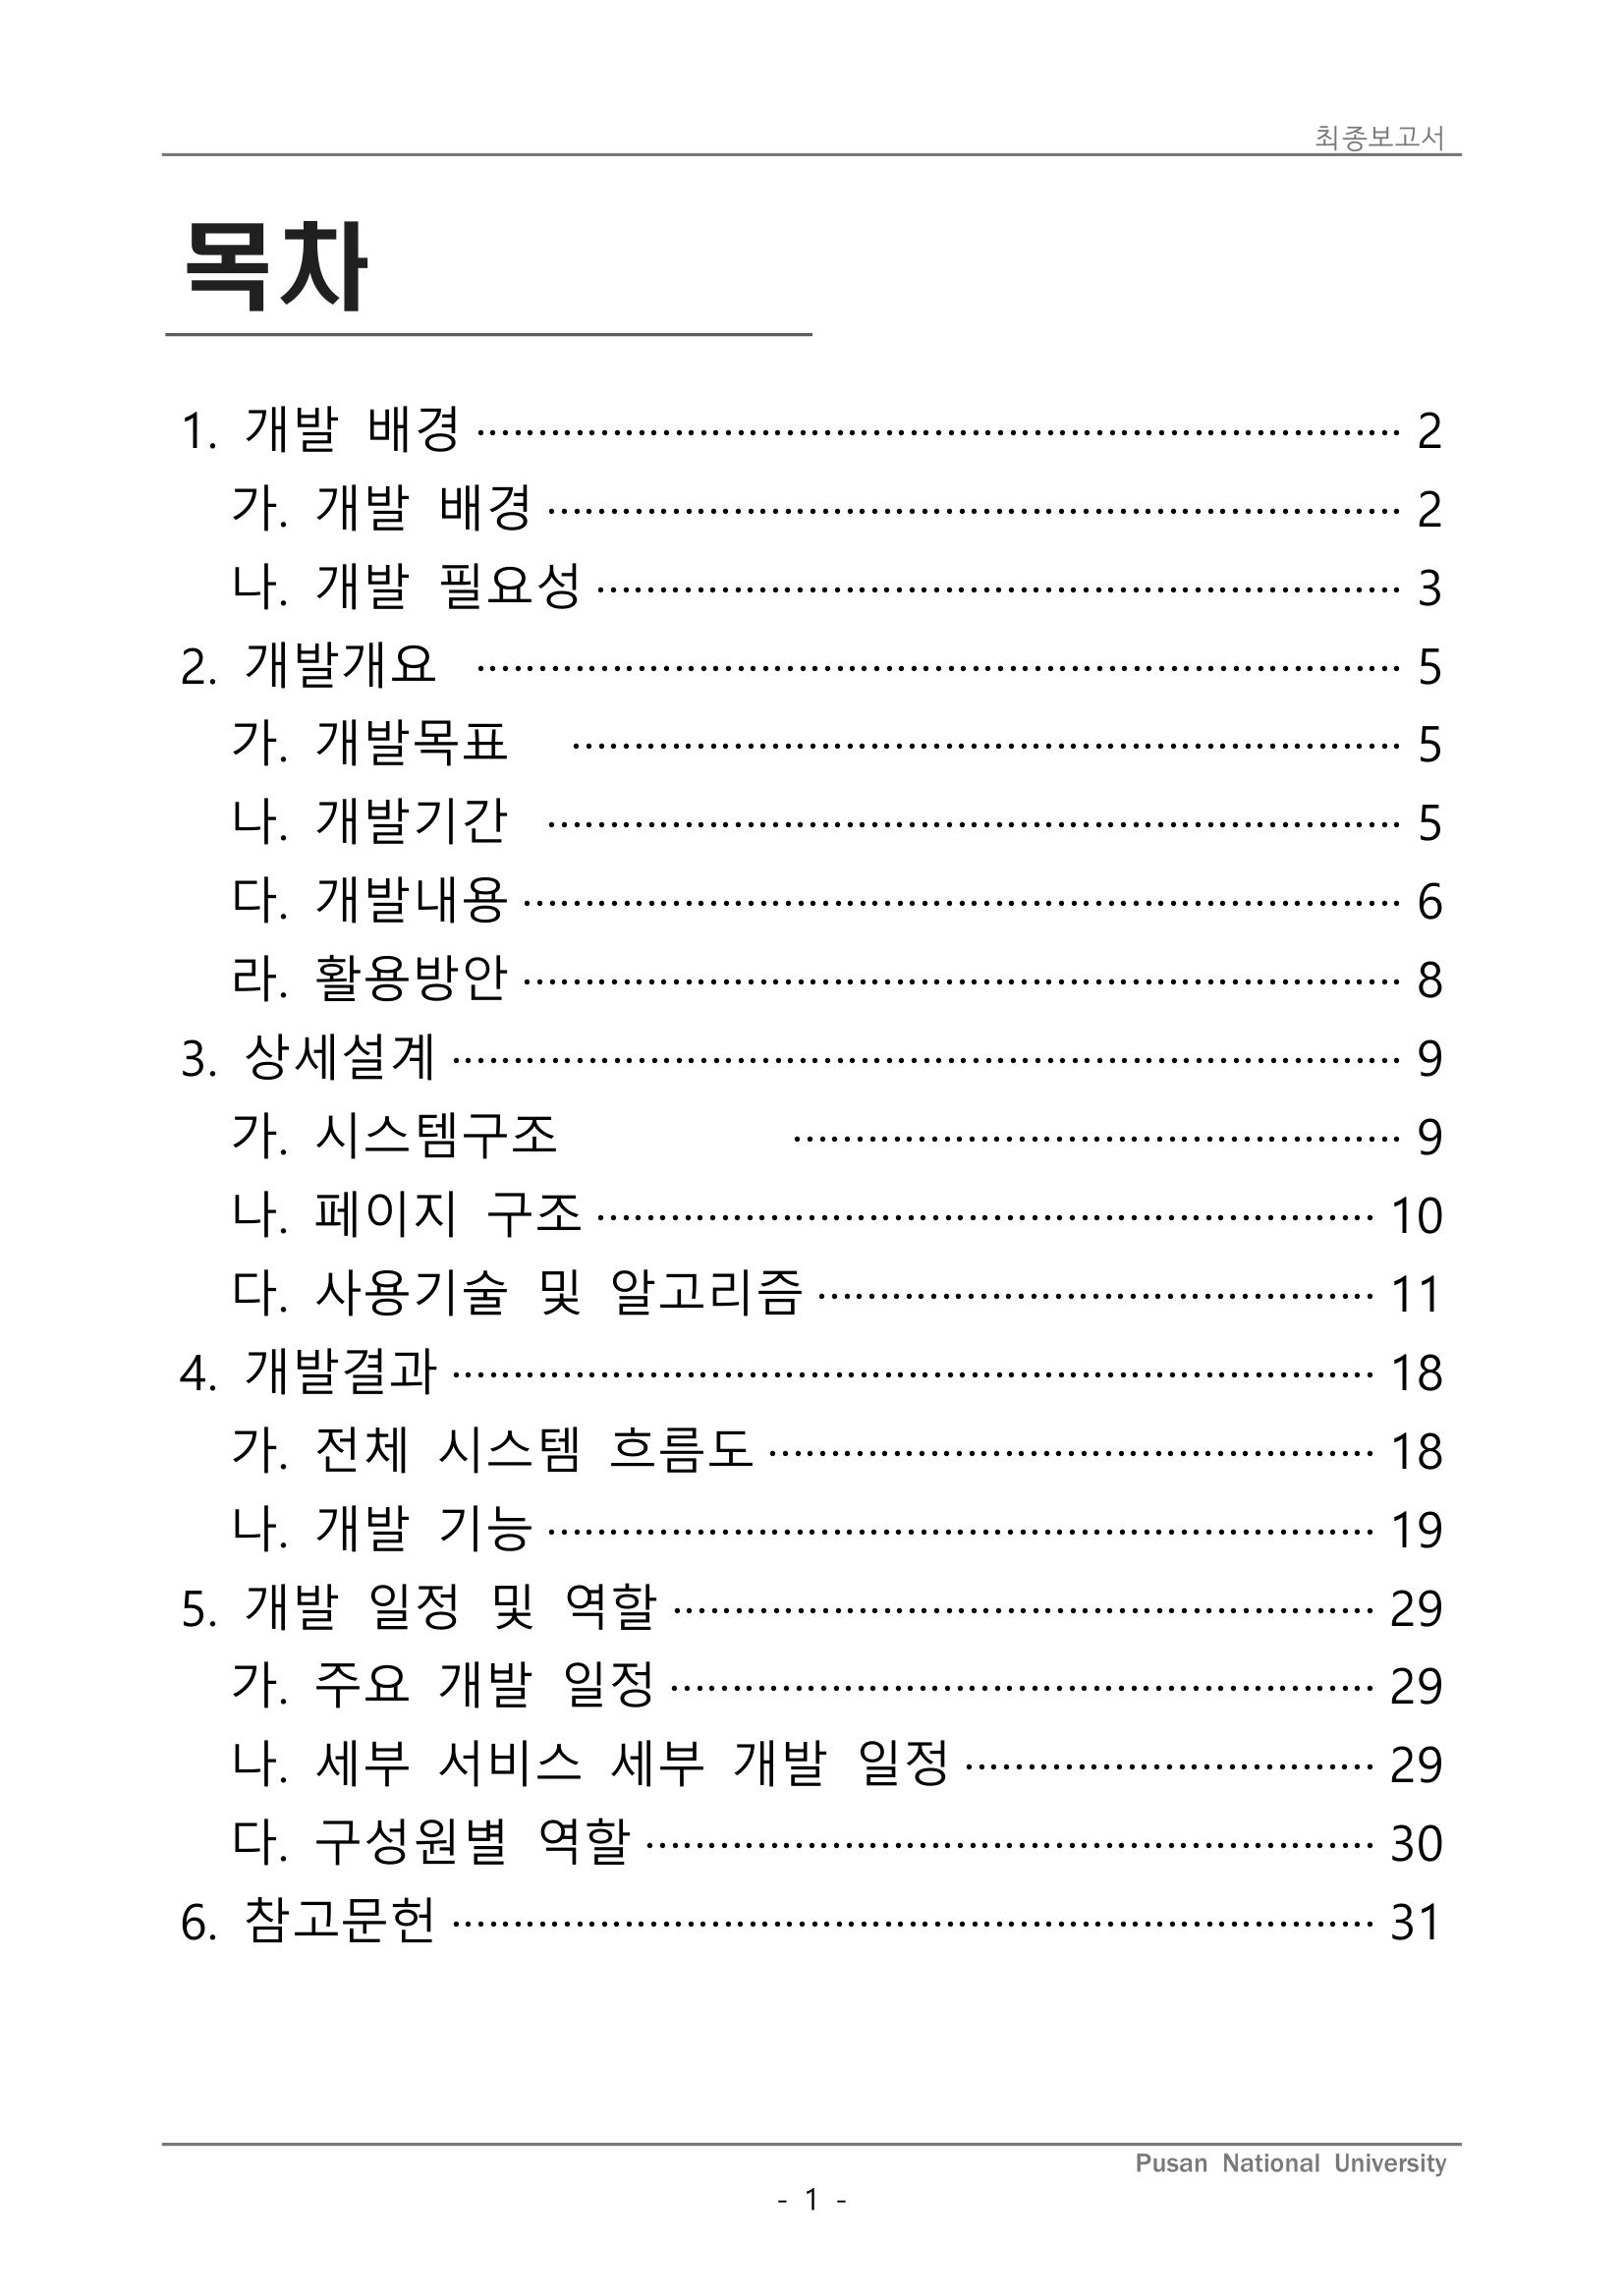 최종보고서
목차
1. 개발 배경 ········································ 2
가. 개발 배경 ········································ 2
나. 개발 필요성 ········································ 3
2. 개발개요 ········································ 5
가. 개발목표 ········································ 5
나. 개발기간 ········································ 5
다. 개발내용 ········································ 6
라. 활용방안 ········································ 8
3. 상세설계 ········································ 9
가. 시스템구조 ········································ 9
나. 페이지 구조 ········································ 10
다. 사용기술 및 알고리즘 ········································ 11
4. 개발결과 ········································ 18
가. 전체 시스템 흐름도 ········································ 18
나. 개발 기능 ········································ 19
5. 개발 일정 및 역할 ········································ 29
가. 주요 개발 일정 ········································ 29
나. 세부 서비스 세부 개발 일정 ········································ 29
다. 구성원별 역할 ········································ 30
6. 참고문헌 ········································ 31
Pusan National University
- 1 -